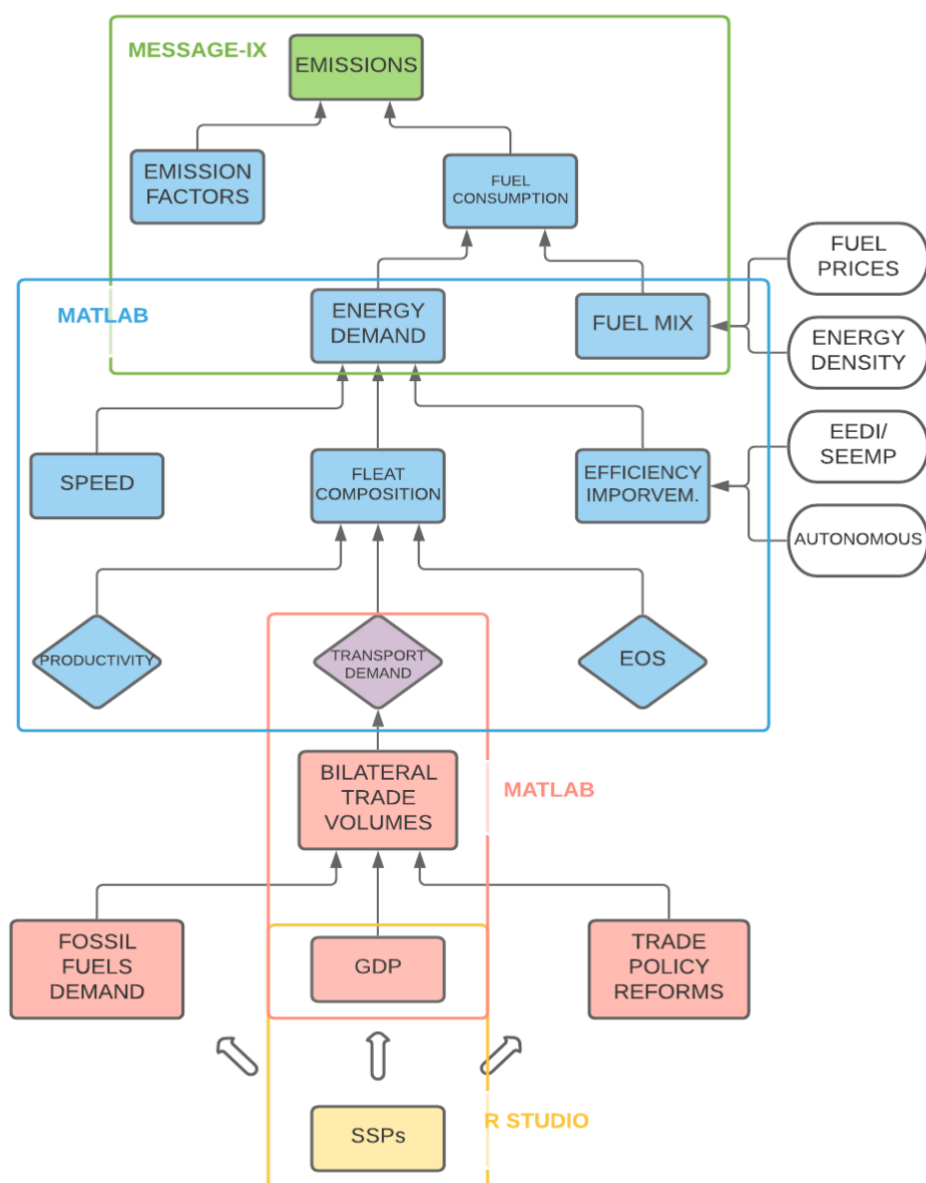 MESSAGE-IX
EMISSIONS
EMISSION
FACTORS
FUEL
CONSUMPTION
FUEL
PRICES
MATLAB
ENERGY
DEMAND
FUEL MIX
ENERGY
DENSITY
SPEED
FLEAT
COMPOSITION
EFFICIENCY
IMPORVEM.
EEDI/
SEEMP
AUTONOMOUS
PRODUCTIVITY
TRANSPORT
DEMAND
EOS
BILATERAL
TRADE
VOLUMES
MATLAB
FOSSIL
FUELS
DEMAND
GDP
TRADE
POLICY
REFORMS
SSPs
R STUDIO